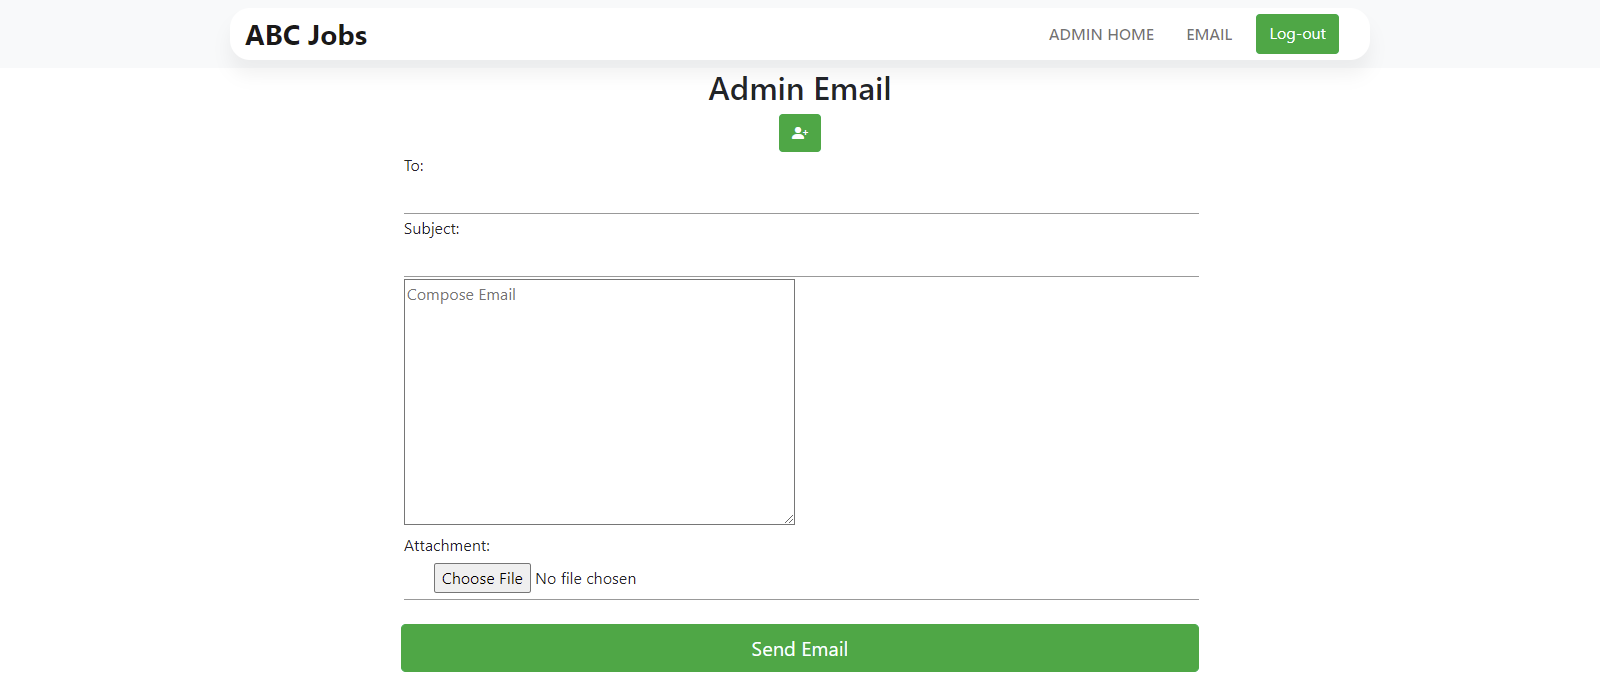 ABC Jobs
ADMIN HOME EMAIL Log-out
Admin Email
To:
Subject:
Compose Email
Attachment:
Choose File No file chosen
Send Email